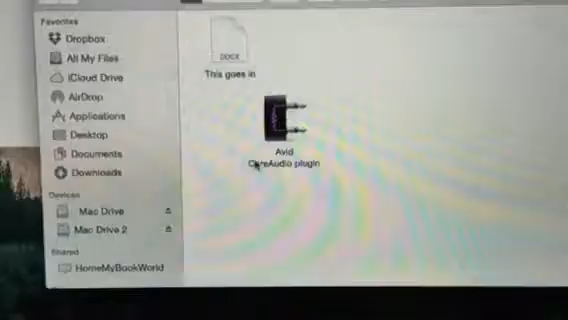 Favorites
Dropbox
All My Files
iCloud Drive
AirDrop
Applications
Desktop
Documents
Downloads
Devices
Mac Drive
Mac Drive 2
Shared
HomeMyBookWorld
DOCX
This goes in
Avid
CoreAudio plugin